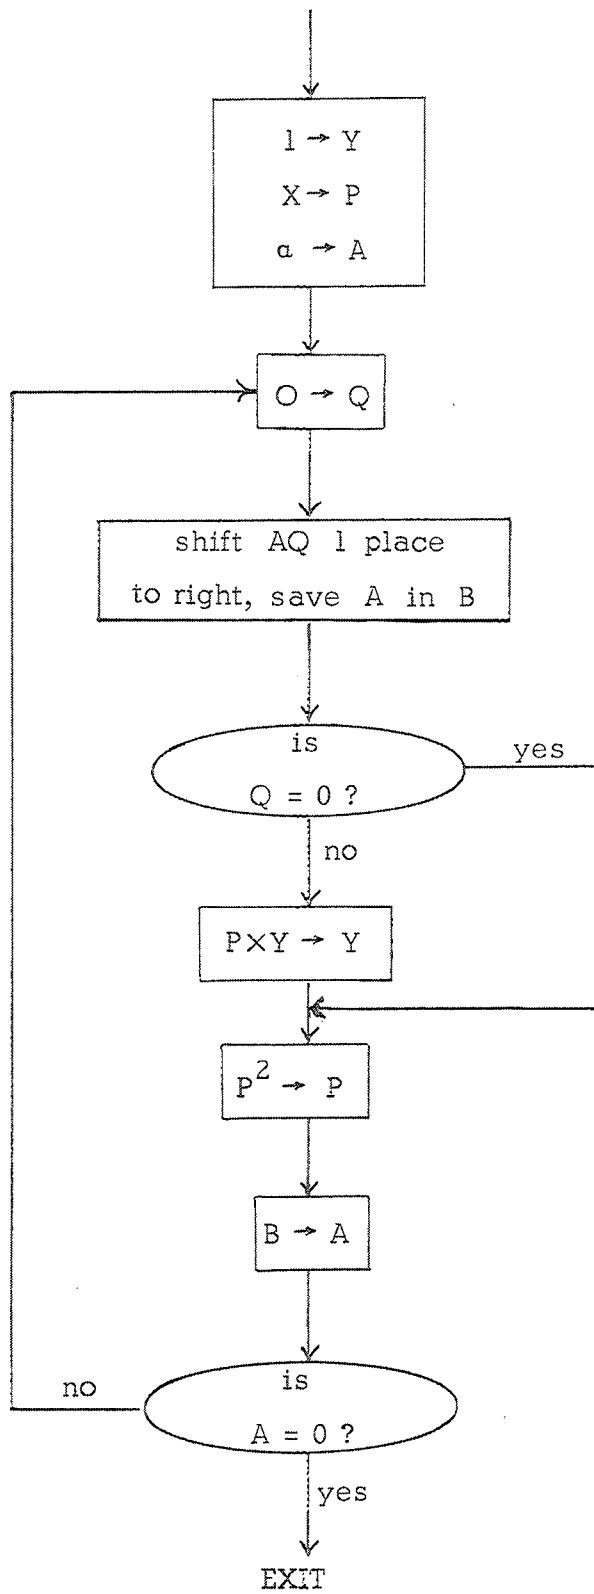 1 → Y
X → P
a → A
O → Q
shift AQ 1 place
to right, save A in B
is
Q = 0 ?
yes
no
P×Y → Y
P² → P
B → A
is
A = 0 ?
no
yes
EXIT